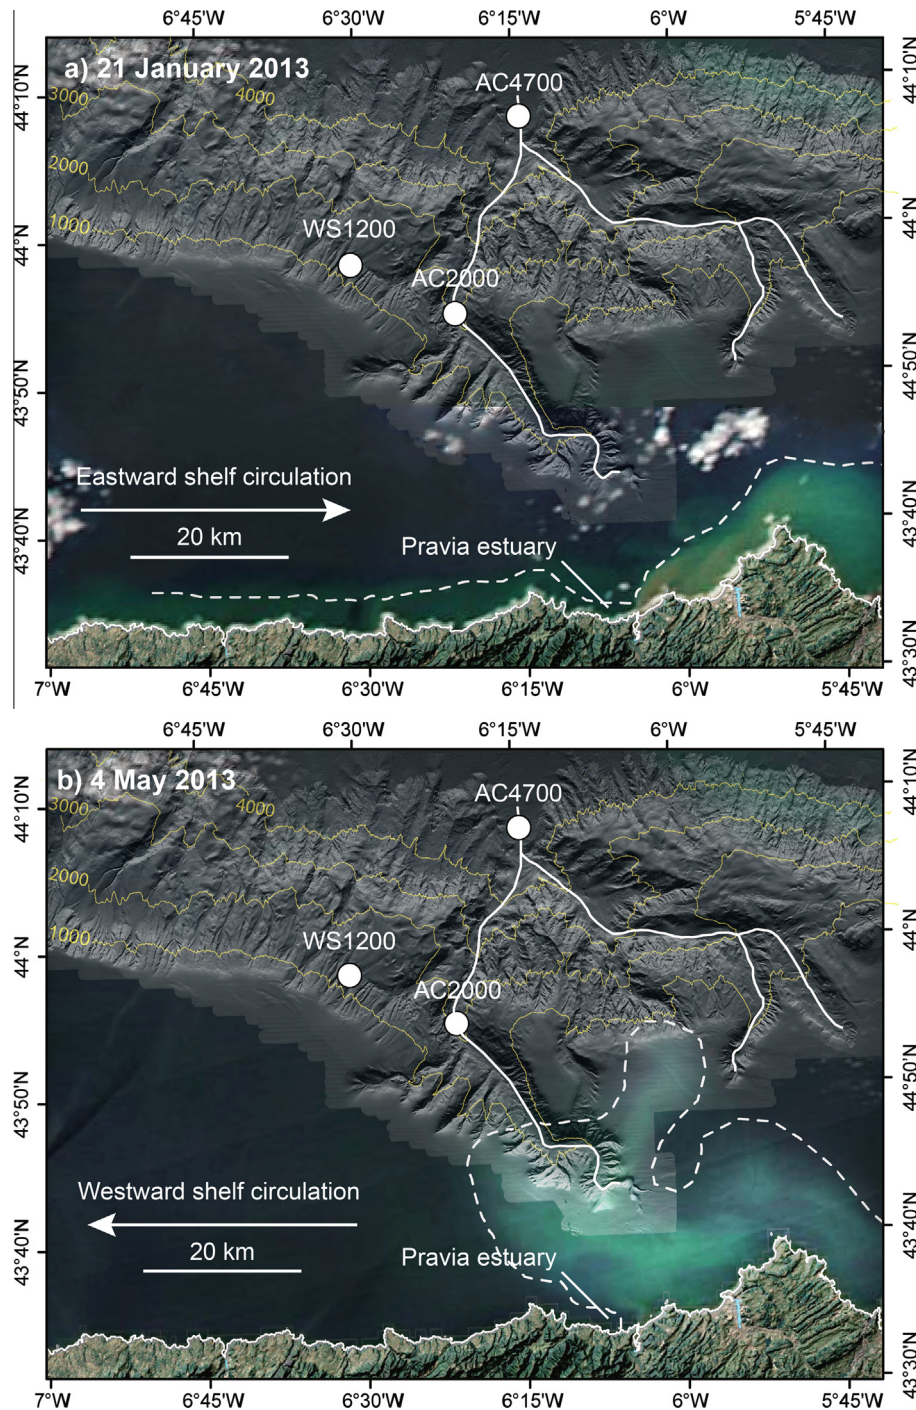 6°45'W 6°30'W 6°15'W 6°W 5°45'W
a) 21 January 2013
AC4700
3000
4000
2000
1000
WS1200
AC2000
Eastward shelf circulation
20 km
Pravia estuary
44°10'N
44°N
43°50'N
43°40'N
44°10'N
44°N
44°50'N
43°40'N
43°30'N
7°W 6°45'W 6°30'W 6°15'W 6°W 5°45'W
6°45'W 6°30'W 6°15'W 6°W 5°45'W
b) 4 May 2013
AC4700
3000
4000
2000
1000
WS1200
AC2000
Westward shelf circulation
20 km
Pravia estuary
44°10'N
44°N
43°50'N
43°40'N
44°10'N
44°N
44°50'N
43°40'N
43°30'N
7°W 6°45'W 6°30'W 6°15'W 6°W 5°45'W